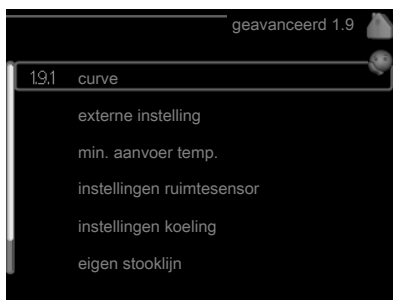 geavanceerd 1.9
1.9.1 curve
externe instelling
min. aanvoer temp.
instellingen ruimtesensor
instellingen koeling
eigen stooklijn